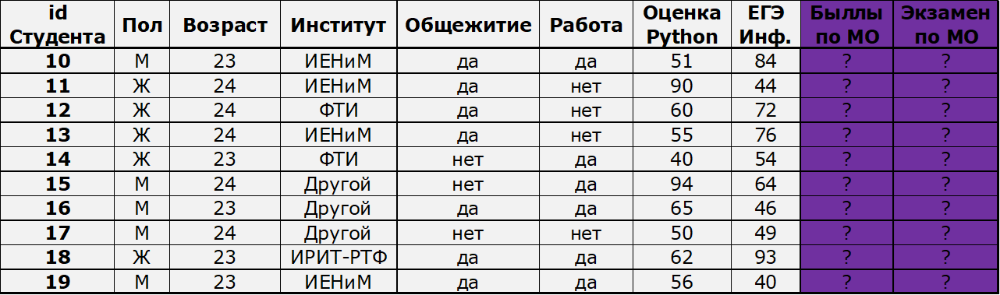 id Студента Пол Возраст Институт Общежитие Работа Оценка Python ЕГЭ Инф. Быллы по МО Экзамен по МО
10 М 23 ИЕНиМ да да 51 84 ? ?
11 Ж 24 ИЕНиМ да нет 90 44 ? ?
12 Ж 24 ФТИ да нет 60 72 ? ?
13 Ж 24 ИЕНиМ да нет 55 76 ? ?
14 Ж 23 ФТИ нет да 40 54 ? ?
15 М 24 Другой нет да 94 64 ? ?
16 М 23 Другой да да 65 46 ? ?
17 М 24 Другой нет нет 50 49 ? ?
18 Ж 23 ИРИТ-РТФ да да 62 93 ? ?
19 М 23 ИЕНиМ да да 56 40 ? ?